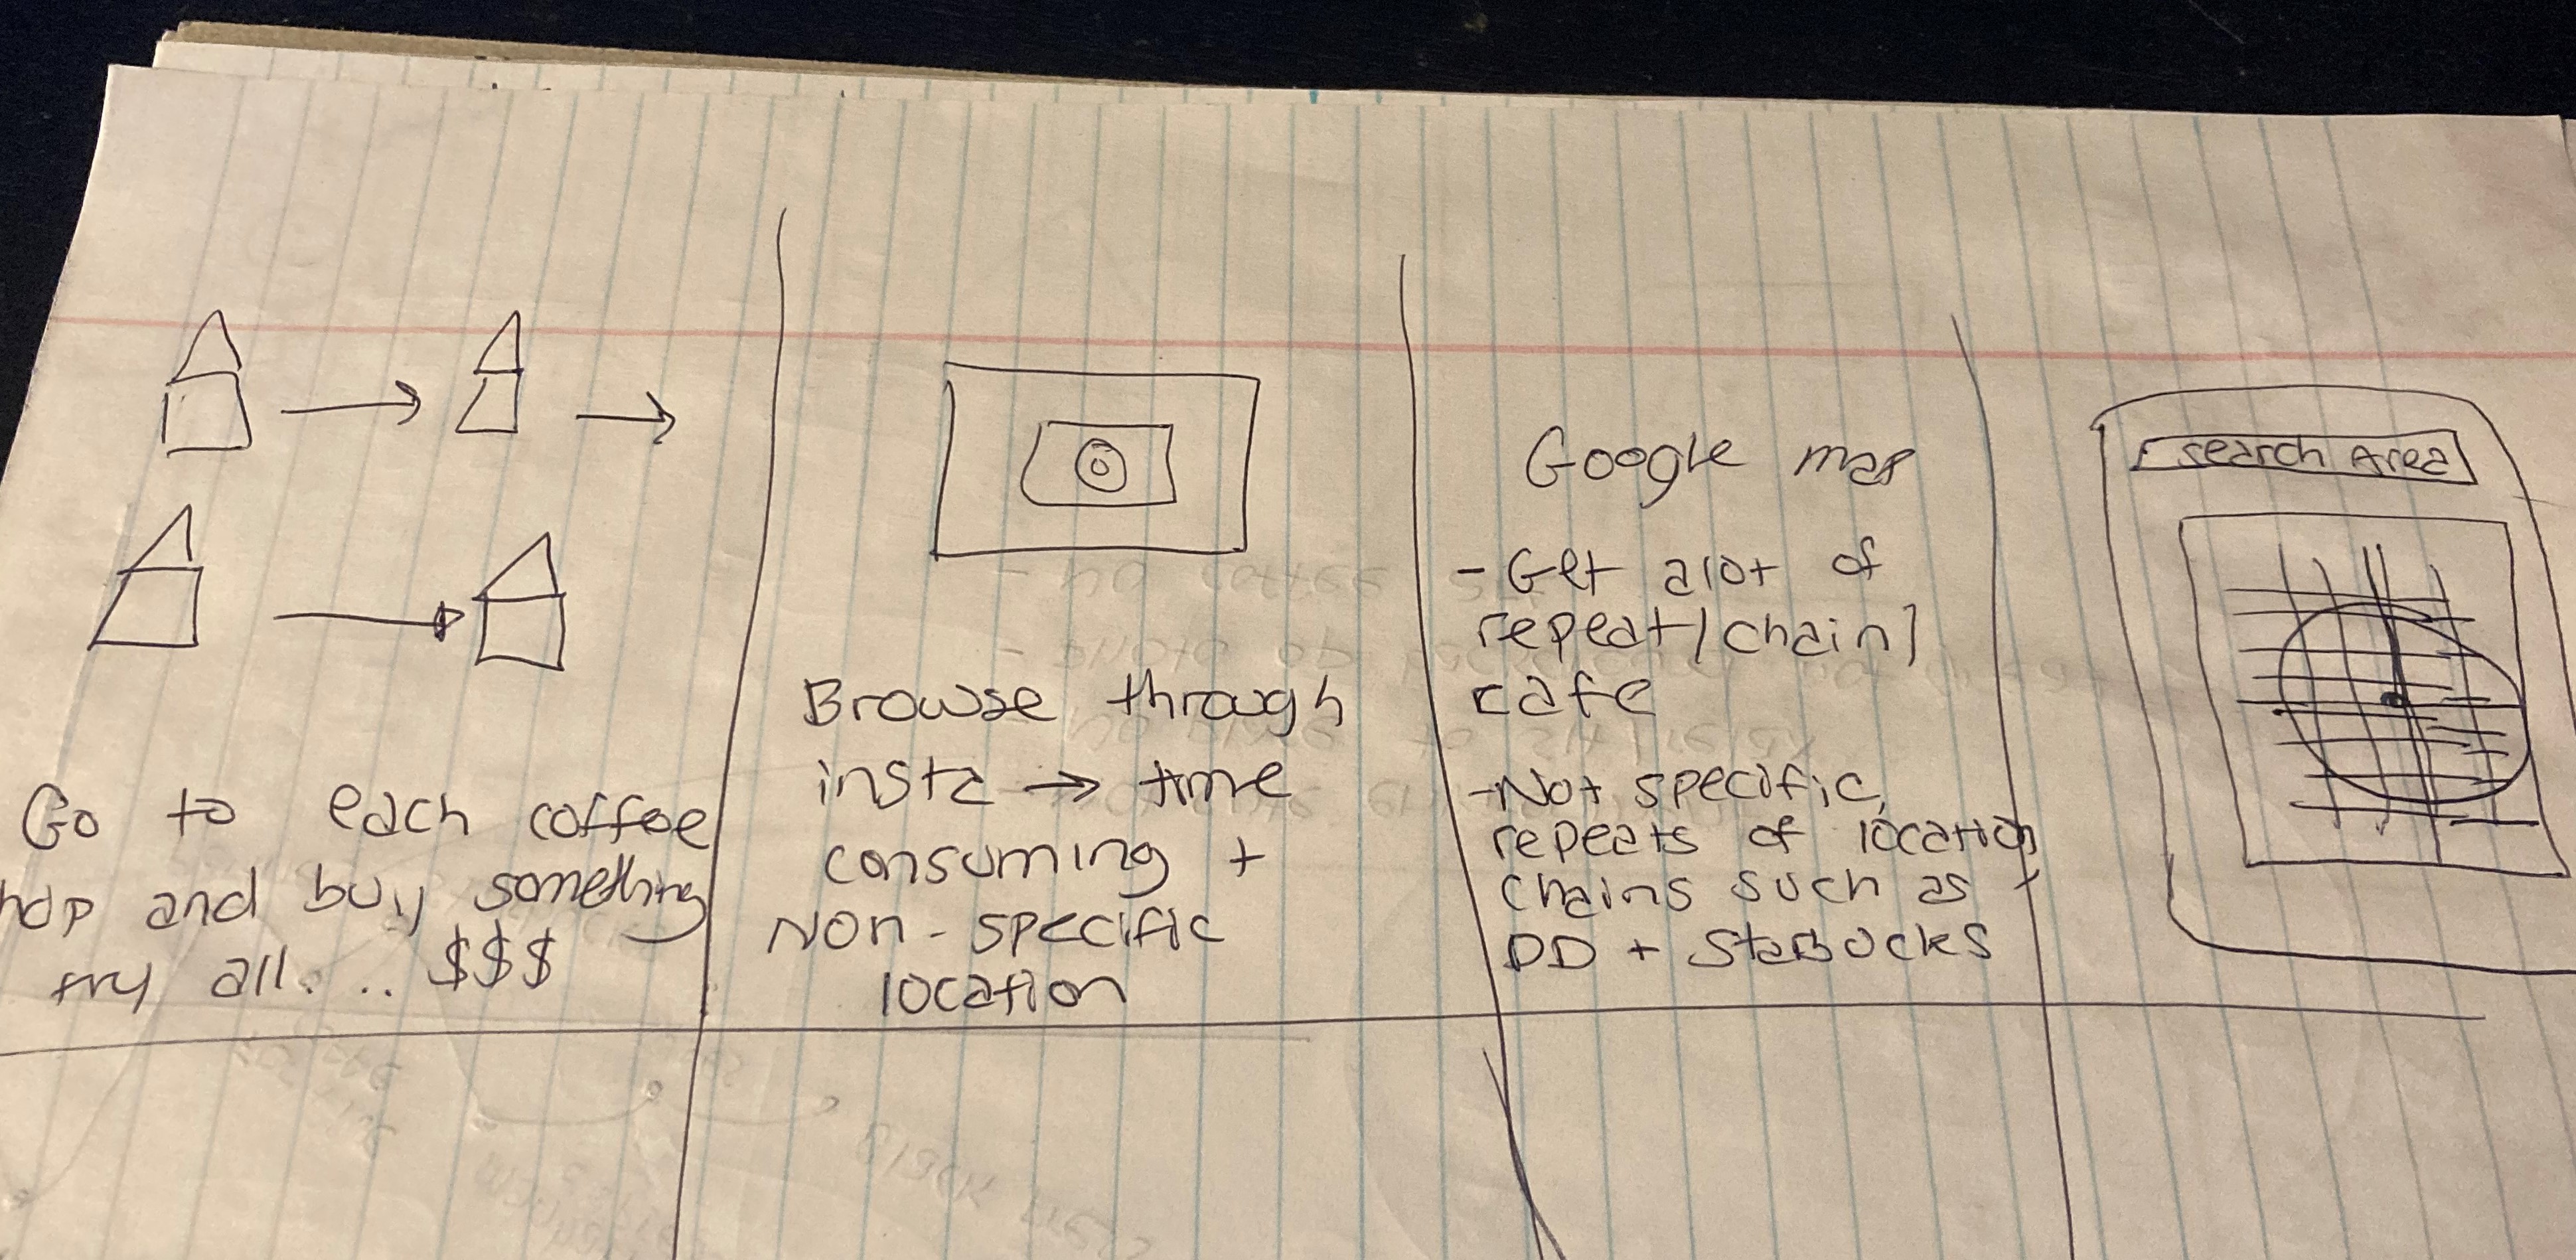 Go to each coffee
and buy something
try all... $$$
Browse through
insta → time
consuming +
Non-specific
location
Google map
- Get alot of
repeat/chain]
cafe
- Not specific,
repeats of location
chains such as
DD + StarBucks
search Area